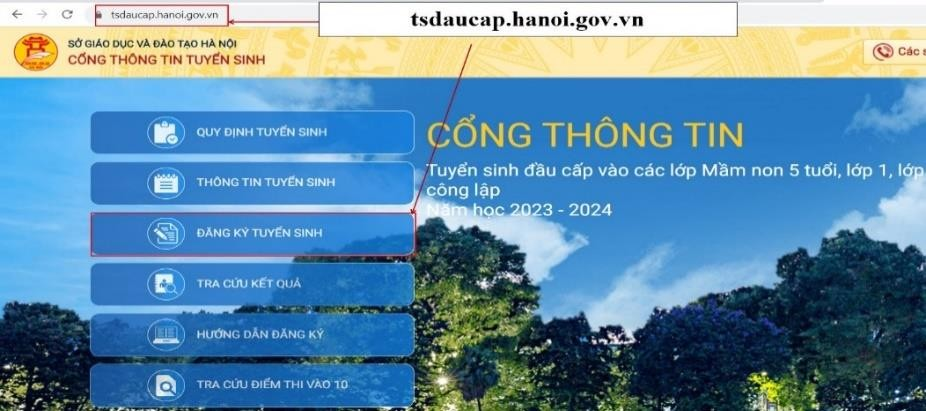 tsdaucap.hanoi.gov.vn
tsdaucap.hanoi.gov.vn
SỞ GIÁO DỤC VÀ ĐÀO TẠO HÀ NỘI
CỔNG THÔNG TIN TUYỂN SINH
Các s
QUY ĐỊNH TUYỂN SINH
THÔNG TIN TUYỂN SINH
ĐĂNG KÝ TUYỂN SINH
TRA CỨU KẾT QUẢ
HƯỚNG DẪN ĐĂNG KÝ
TRA CỨU ĐIỂM THI VÀO 10
CỔNG THÔNG TIN
Tuyển sinh đầu cấp vào các lớp Mầm non 5 tuổi, lớp 1, lớp
công lập
Năm học 2023 - 2024